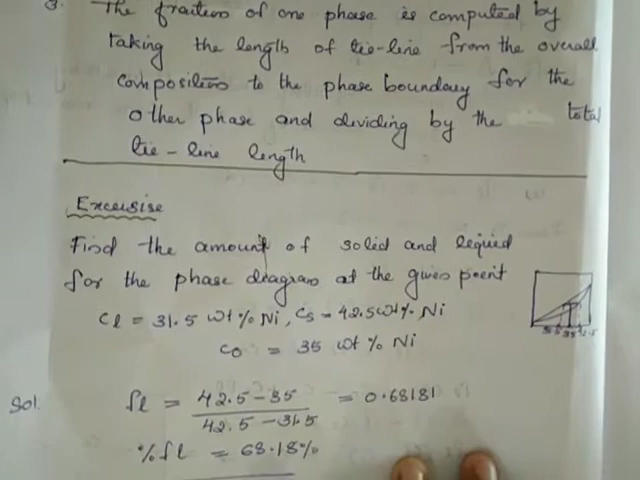 3. The fraction of one phase is computed by
taking the length of tie-line from the overall
composition to the phase boundary for the
other phase and dividing by the total
tie-line length
Excersise
Find the amount of solid and liquid
for the phase diagram at the given point
Cl = 31.5 wt % Ni, Cs = 42.5 wt % Ni
C0 = 35 wt % Ni
35
Sol. fl = 42.5 - 35 / 42.5 - 31.5 = 0.68181
% fl = 68.18%